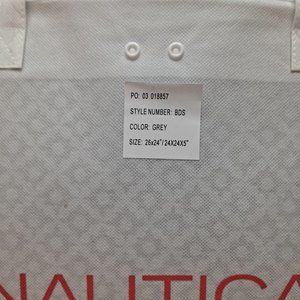 PO: 03 018857
STYLE NUMBER: BDS
COLOR: GREY
SIZE: 26x24"/24X24X5"
NAUTICA